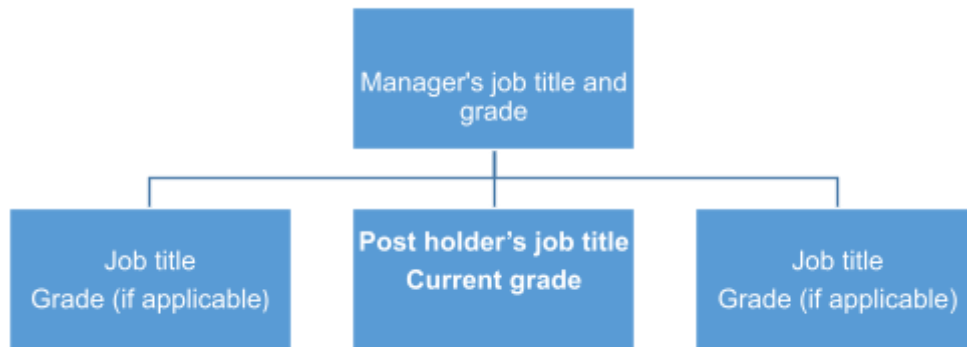 Manager's job title and
grade
Job title
Grade (if applicable)
Post holder’s job title
Current grade
Job title
Grade (if applicable)